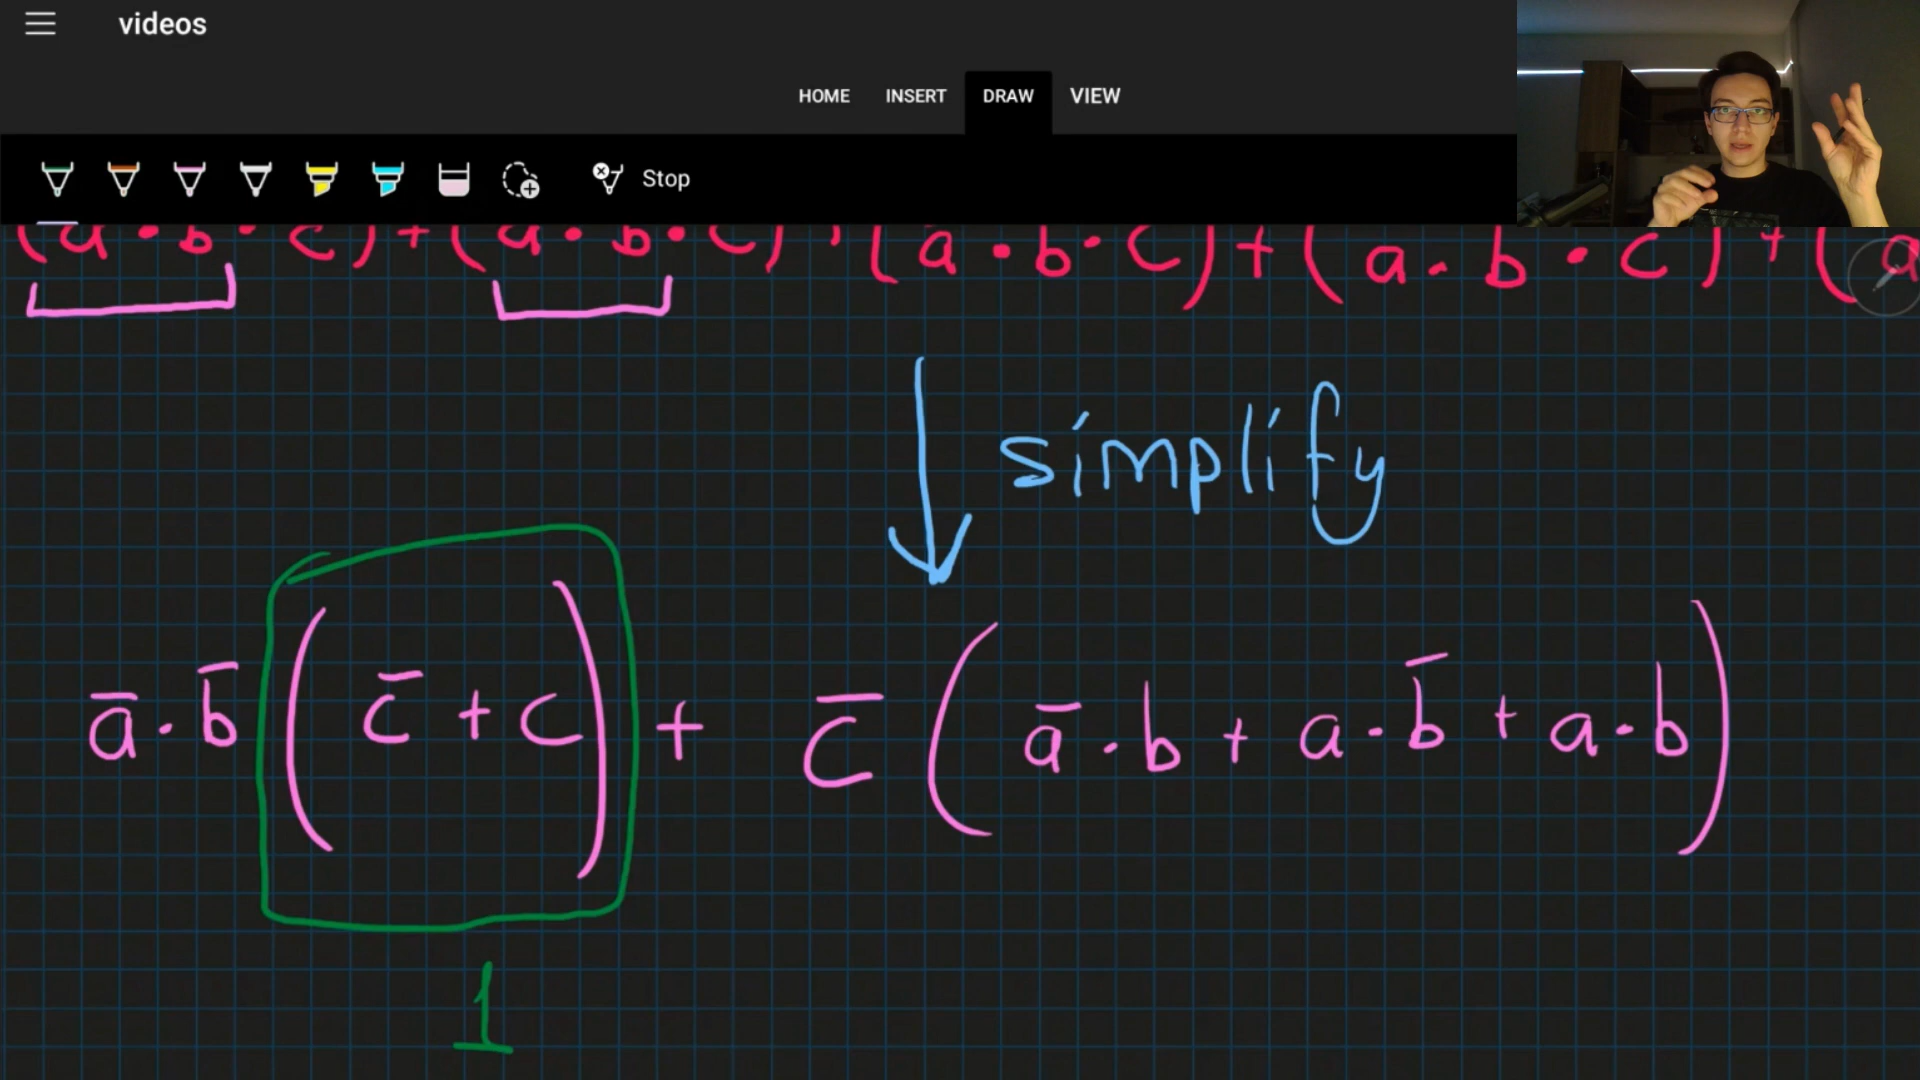 videos
HOME INSERT DRAW VIEW
Stop
(a · b · c) + (a · b · c) + (a · b · c) + (a · b · c) + (a
simplify
a̅ · b̅ ( c̅ + c ) + c̅ ( a̅ · b + a · b̅ + a · b )
1